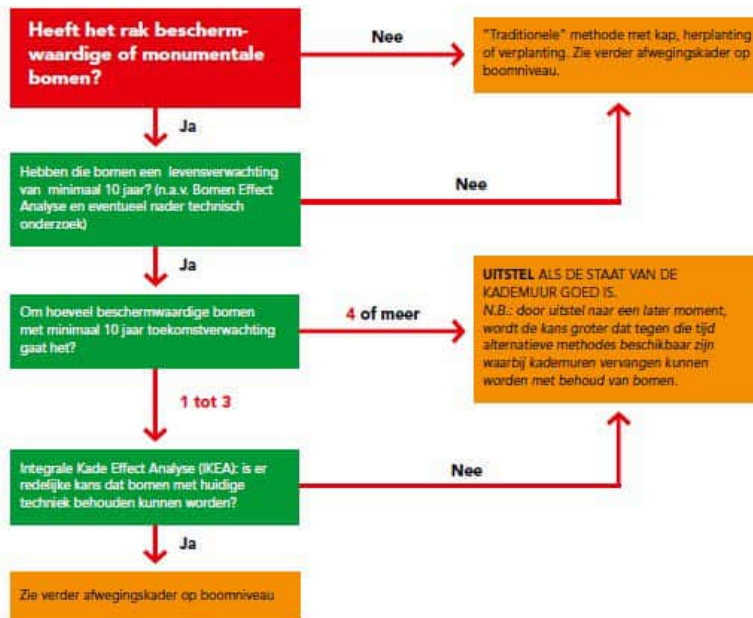 Heeft het rak bescherm-
waardige of monumentale
bomen?
Nee
"Traditionele" methode met kap, herplanting
of verplanting. Zie verder afwegingskader op
boomniveau.
Ja
Hebben die bomen een levensverwachting
van minimaal 10 jaar? (n.a.v. Bomen Effect
Analyse en eventueel nader technisch
onderzoek)
Nee
Ja
Om hoeveel beschermwaardige bomen
met minimaal 10 jaar toekomstverwachting
gaat het?
4 of meer
UITSTEL ALS DE STAAT VAN DE
KADEMUUR GOED IS.
N.B.: door uitstel naar een later moment,
wordt de kans groter dat tegen die tijd
alternatieve methodes beschikbaar zijn
waarbij kademuren vervangen kunnen
worden met behoud van bomen.
1 tot 3
Integrale Kade Effect Analyse (IKEA): is er
redelijke kans dat bomen met huidige
techniek behouden kunnen worden?
Nee
Ja
Zie verder afwegingskader op boomniveau